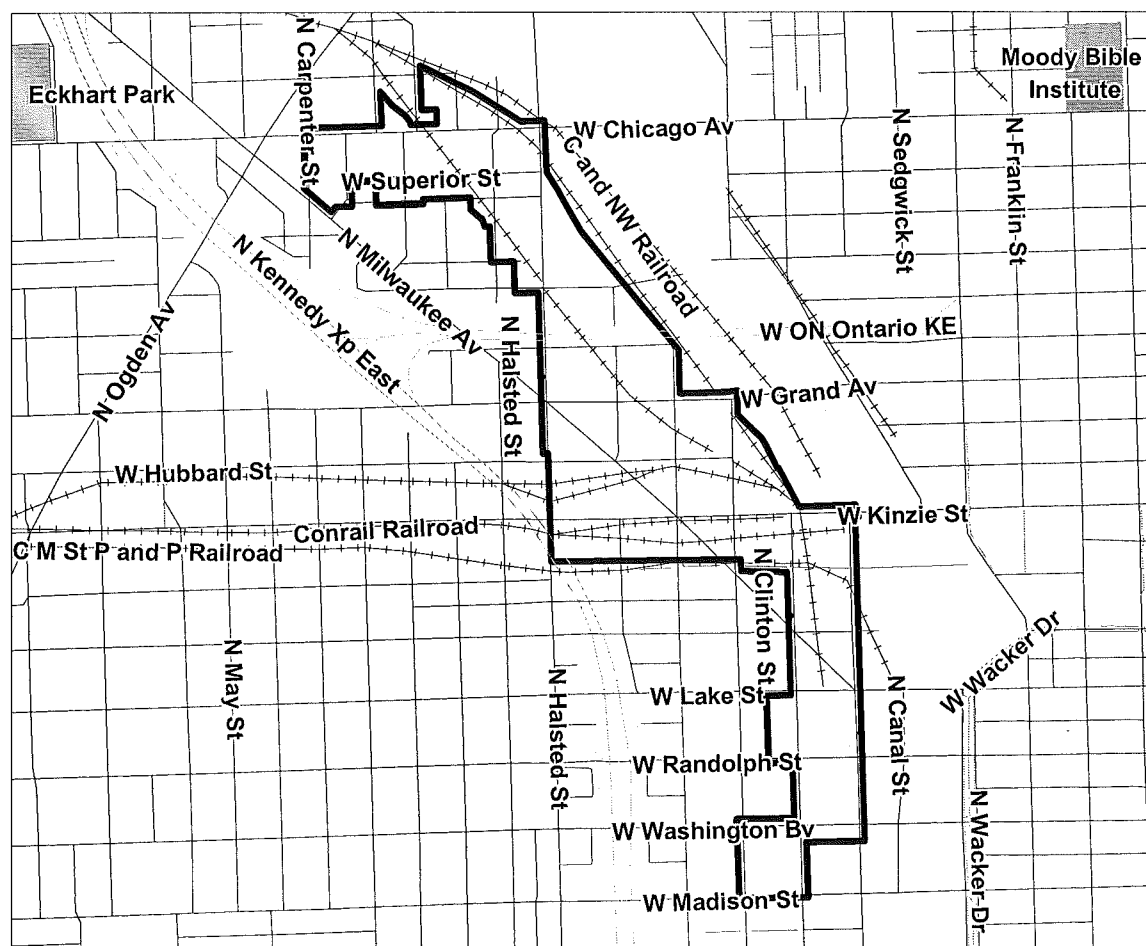 N Carpenter St
Eckhart Park
Moody Bible
Institute
W Chicago Av
C and NW Railroad
N Sedgwick St
N Franklin St
W Superior St
N Milwaukee Av
N Kennedy Xp East
N Ogden Av
N Halsted St
W ON Ontario KE
W Grand Av
W Hubbard St
Conrail Railroad
W Kinzie St
C M St P and P Railroad
N Clinton St
N May St
N Halsted St
W Lake St
N Canal St
W Wacker Dr
W Randolph St
W Washington Bv
N Wacker Dr
W Madison St